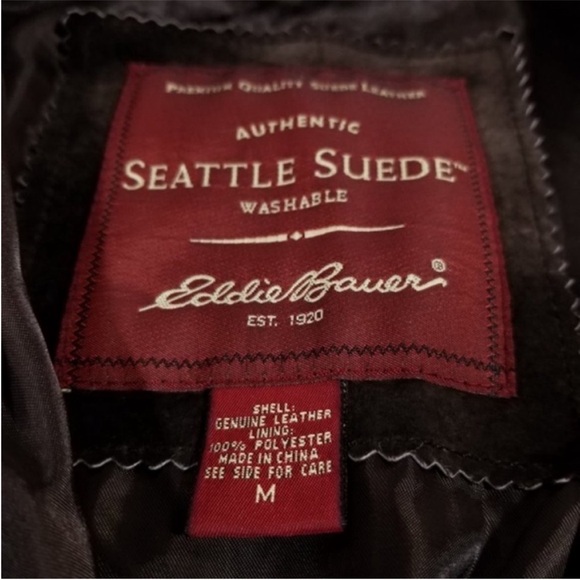 PREMIUM QUALITY SUEDE LEATHER
AUTHENTIC
SEATTLE SUEDE™
WASHABLE
Eddie Bauer®
EST. 1920
SHELL:
GENUINE LEATHER
LINING:
100% POLYESTER
MADE IN CHINA
SEE SIDE FOR CARE
M